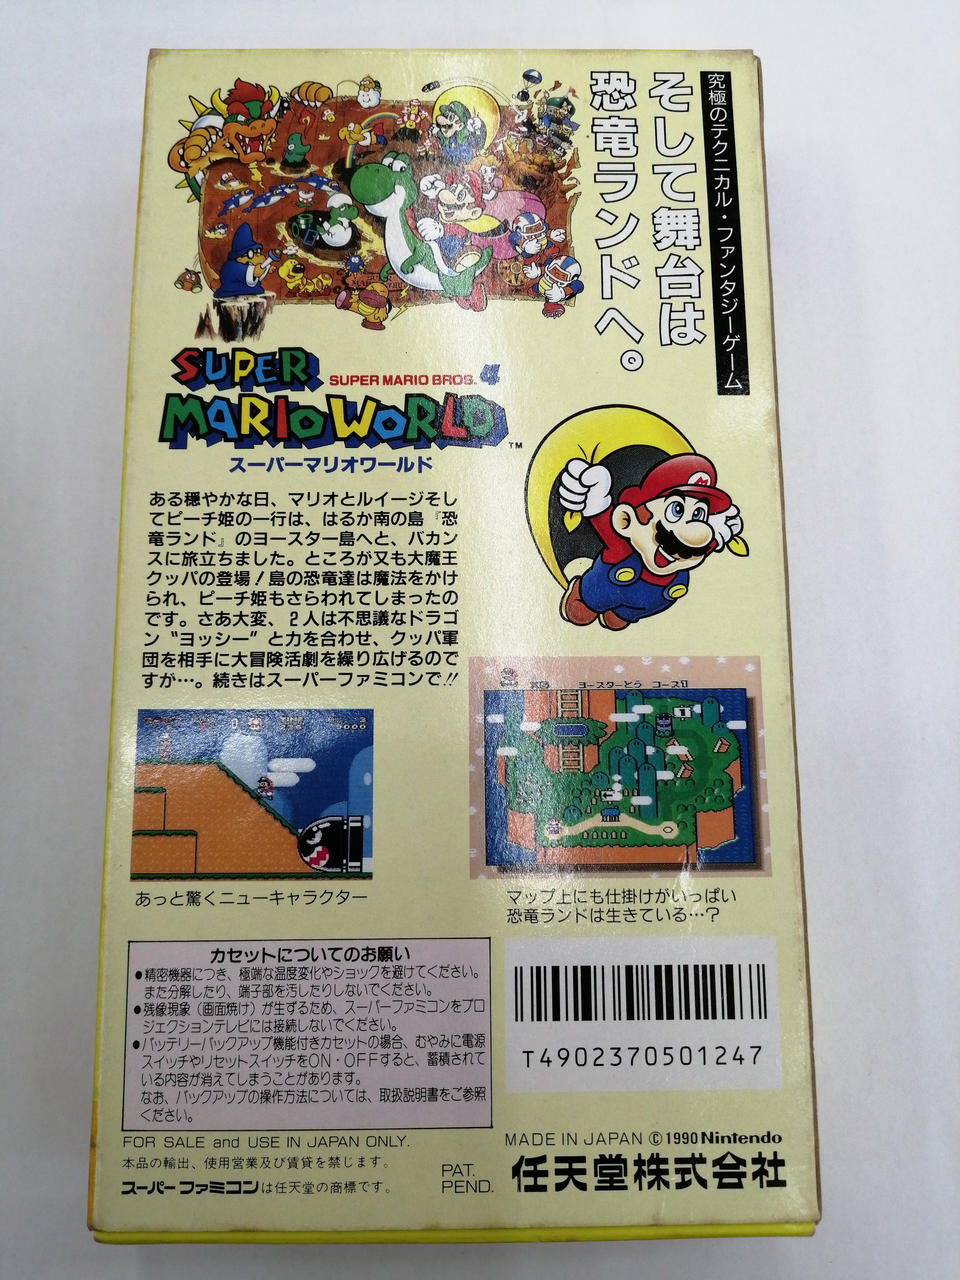 究極のテクニカル・ファンタジーゲーム
そして舞台は
恐竜ランドへ。
SUPER
SUPER MARIO BROS. 4
MARIO WORLD
TM
スーパーマリオワールド
ある穏やかな日、マリオとルイージそし
てピーチ姫の一行は、はるか南の島『恐
竜ランド』のヨースター島へと、バカン
スに旅立ちました。ところが又も大魔王
クッパの登場！島の恐竜達は魔法をかけ
られ、ピーチ姫もさらわれてしまったの
です。さあ大変、2人は不思議なドラゴ
ン“ヨッシー”と力を合わせ、クッパ軍
団を相手に大冒険活劇を繰り広げるので
すが…。続きはスーパーファミコンで!!
ヨースターとう コース1
あっと驚くニューキャラクター
マップ上にも仕掛けがいっぱい
恐竜ランドは生きている…？
カセットについてのお願い
●精密機器につき、極端な温度変化やショックを避けてください。
また分解したり、端子部を汚したりしないでください。
●残像現象（画面焼け）が生ずるため、スーパーファミコンをプロ
ジェクションテレビには接続しないでください。
●バッテリーバックアップ機能付きカセットの場合、むやみに電源
スイッチやリセットスイッチをON・OFFすると、蓄積されて
いる内容が消えてしまうことがあります。
なお、バックアップの操作方法については、取扱説明書をご参照
ください。
T4902370501247
FOR SALE and USE IN JAPAN ONLY.
本品の輸出、使用営業及び賃貸を禁じます。
スーパーファミコンは任天堂の商標です。
PAT.
PEND.
MADE IN JAPAN ©1990 Nintendo
任天堂株式会社